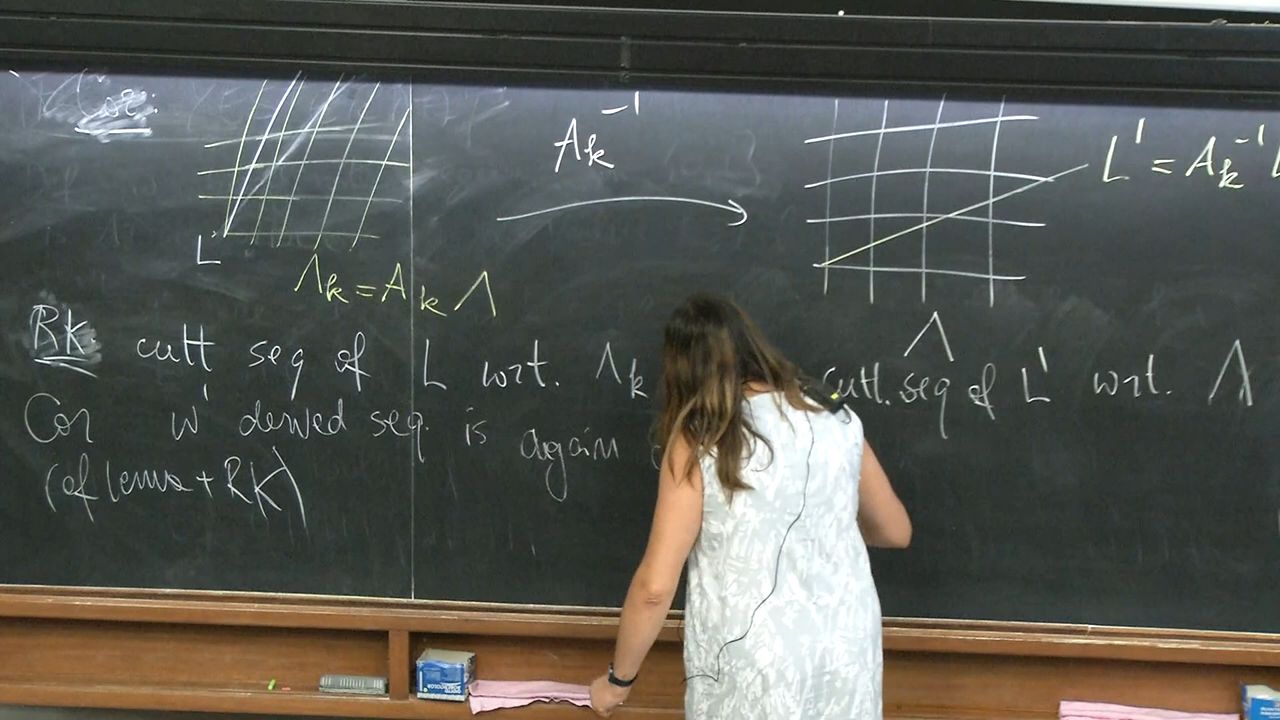 Cor:
A_k^{-1}
L' = A_k^{-1} L
L
Λ_k = A_k Λ
Λ
Rk cutt seq of L wrt. Λ_k cutt. seq of L' wrt. Λ
Cor w' derived seq. is again
(of lemma + RK)